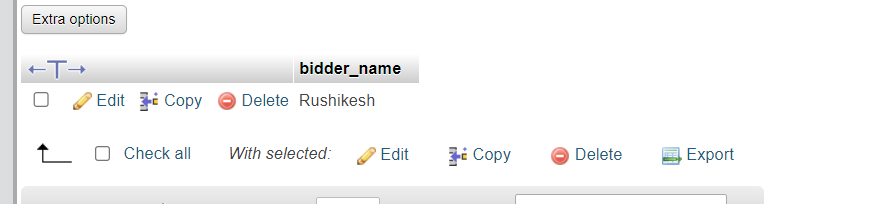 Extra options
bidder_name
Edit Copy Delete Rushikesh
Check all With selected: Edit Copy Delete Export